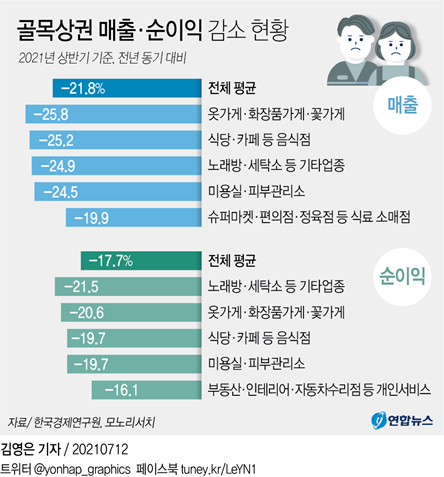 골목상권 매출·순이익 감소 현황
2021년 상반기 기준, 전년 동기 대비
매출
-21.8% 전체 평균
-25.8 옷가게·화장품가게·꽃가게
-25.2 식당·카페 등 음식점
-24.9 노래방·세탁소 등 기타업종
-24.5 미용실·피부관리소
-19.9 슈퍼마켓·편의점·정육점 등 식료 소매점
순이익
-17.7% 전체 평균
-21.5 노래방·세탁소 등 기타업종
-20.6 옷가게·화장품가게·꽃가게
-19.7 식당·카페 등 음식점
-19.7 미용실·피부관리소
-16.1 부동산·인테리어·자동차수리점 등 개인서비스
자료/ 한국경제연구원, 모노리서치
연합뉴스
김영은 기자 / 20210712
트위터 @yonhap_graphics 페이스북 tuney.kr/LeYN1